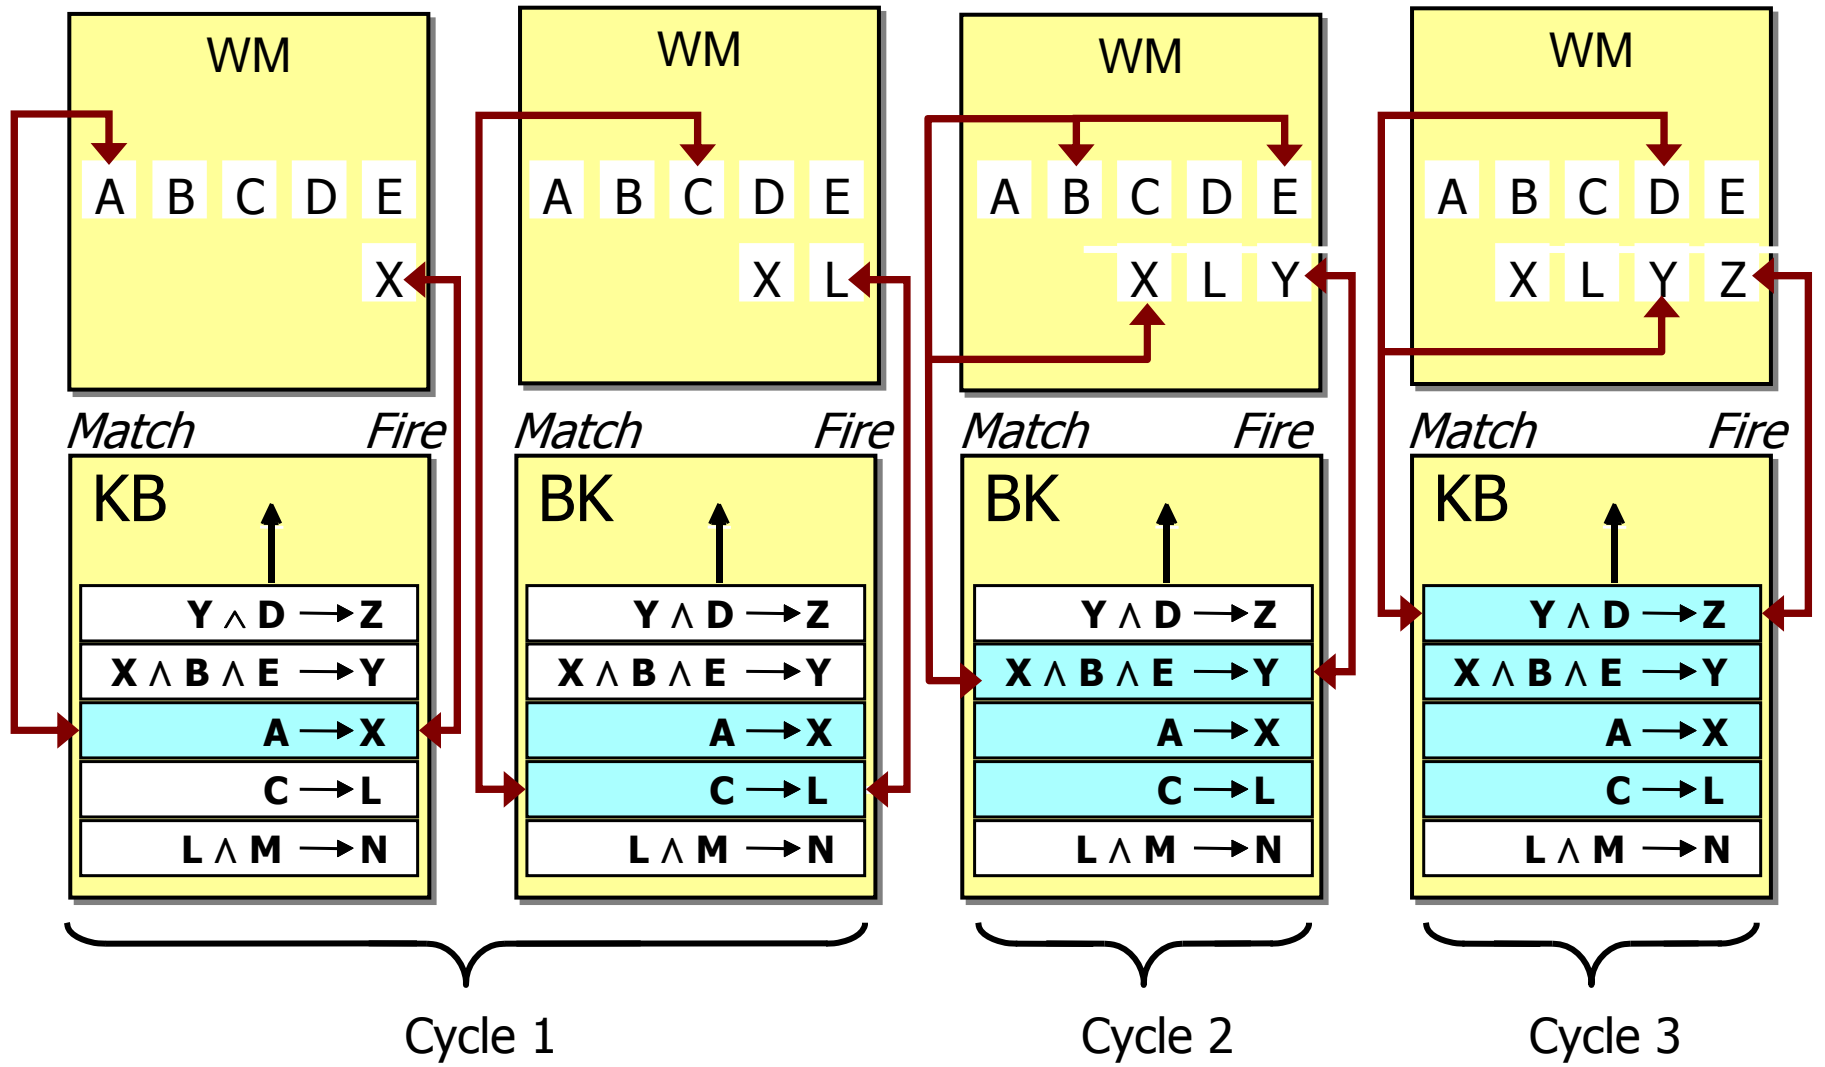 WM
A B C D E
X
Match Fire
KB
Y ∧ D → Z
X ∧ B ∧ E → Y
A → X
C → L
L ∧ M → N
WM
A B C D E
X L
Match Fire
BK
Y ∧ D → Z
X ∧ B ∧ E → Y
A → X
C → L
L ∧ M → N
Cycle 1
WM
A B C D E
X L Y
Match Fire
BK
Y ∧ D → Z
X ∧ B ∧ E → Y
A → X
C → L
L ∧ M → N
Cycle 2
WM
A B C D E
X L Y Z
Match Fire
KB
Y ∧ D → Z
X ∧ B ∧ E → Y
A → X
C → L
L ∧ M → N
Cycle 3